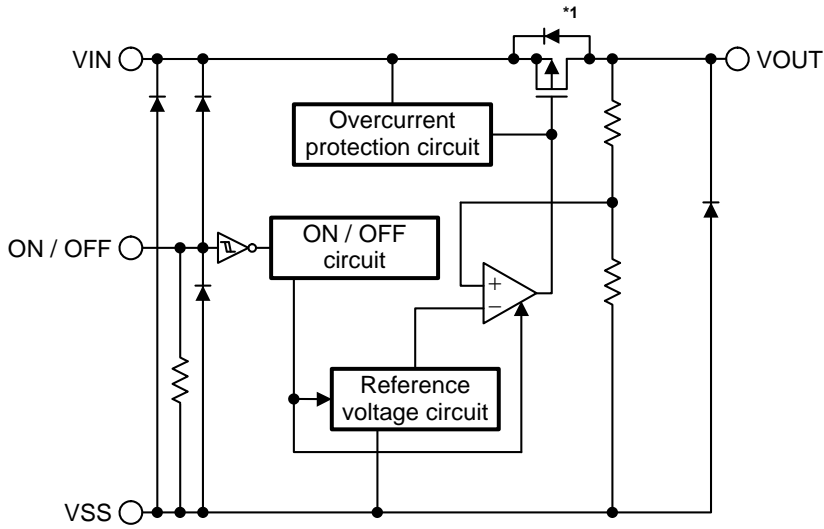 *1
VIN
VOUT
Overcurrent
protection circuit
ON / OFF
ON / OFF
circuit
+
−
Reference
voltage circuit
VSS